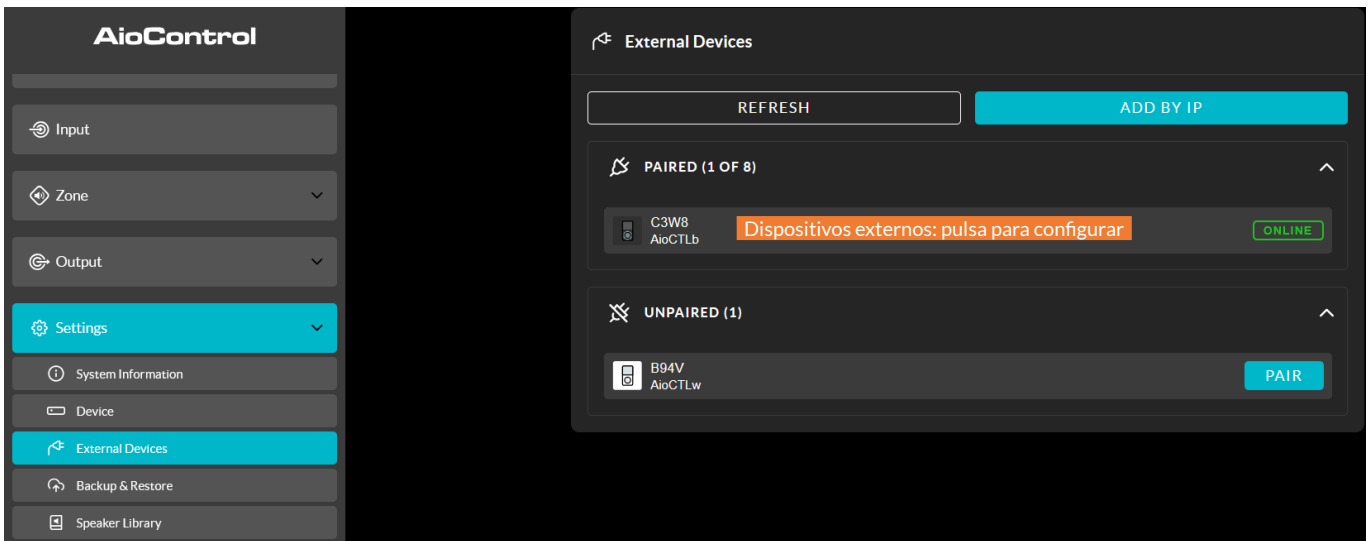 AioControl
Input
Zone
Output
Settings
System Information
Device
External Devices
Backup & Restore
Speaker Library
External Devices
REFRESH
ADD BY IP
PAIRED (1 OF 8)
C3W8
AioCTLb
Dispositivos externos: pulsa para configurar
ONLINE
UNPAIRED (1)
B94V
AioCTLw
PAIR